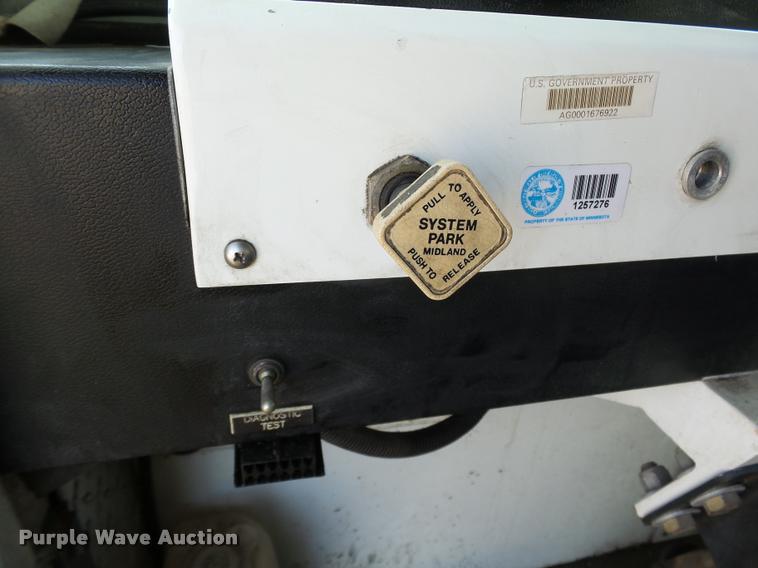 U.S. GOVERNMENT PROPERTY
AG0001676922
1257276
PROPERTY OF THE STATE OF MINNESOTA
PULL TO APPLY
SYSTEM
PARK
MIDLAND
PUSH TO RELEASE
DIAGNOSTIC
TEST
Purple Wave Auction